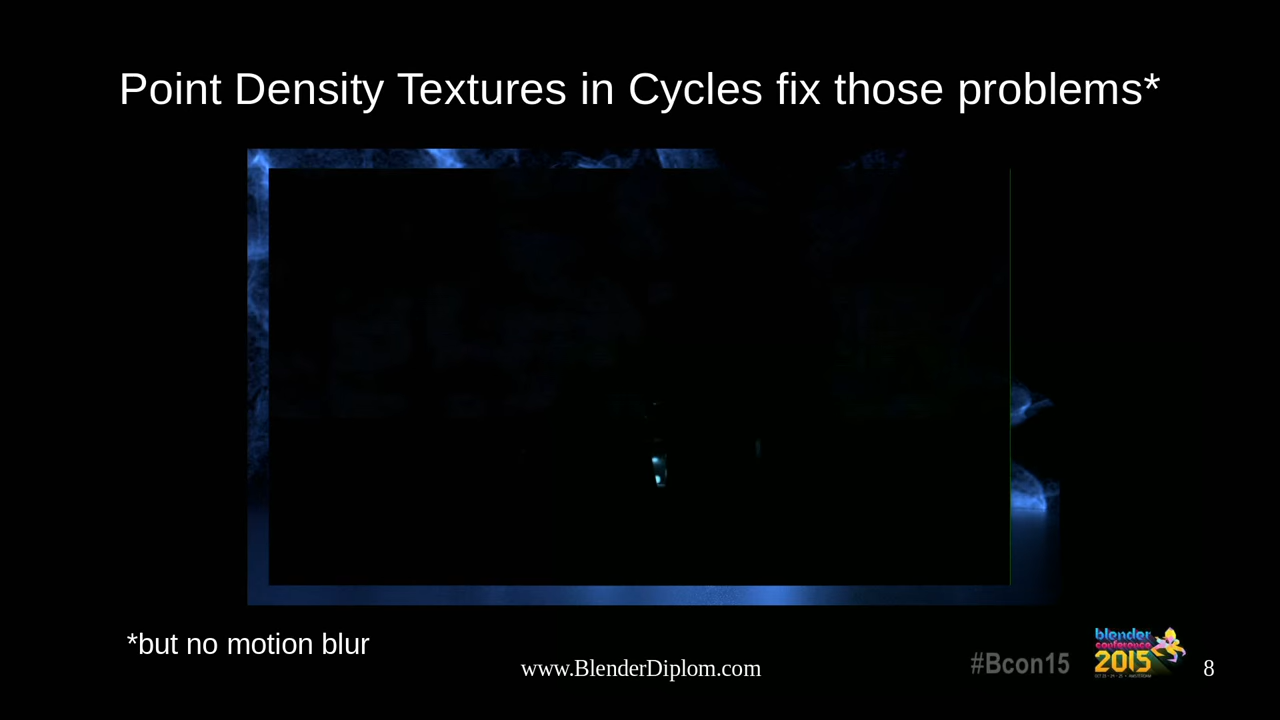 Point Density Textures in Cycles fix those problems*
*but no motion blur
www.BlenderDiplom.com
#Bcon15
blender
conference
2015
8